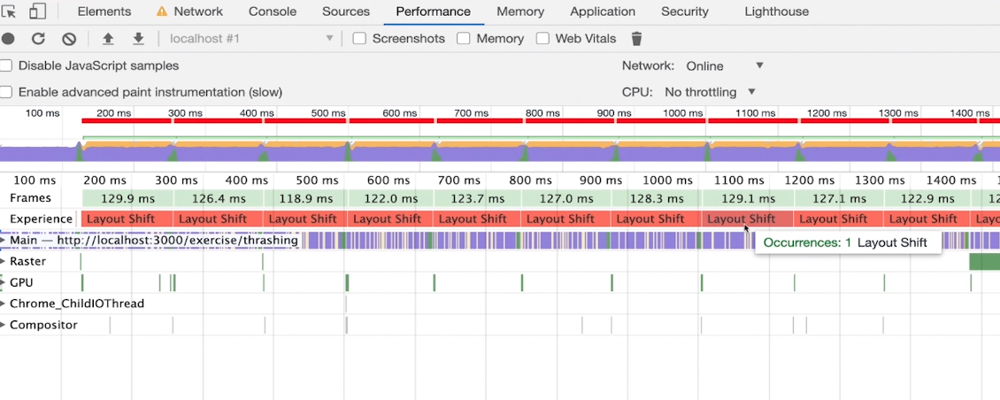 Elements Network Console Sources Performance Memory Application Security Lighthouse
localhost #1 Screenshots Memory Web Vitals
Disable JavaScript samples Network: Online
Enable advanced paint instrumentation (slow) CPU: No throttling
100 ms 200 ms 300 ms 400 ms 500 ms 600 ms 700 ms 800 ms 900 ms 1000 ms 1100 ms 1200 ms 1300 ms 1400 ms
100 ms 200 ms 300 ms 400 ms 500 ms 600 ms 700 ms 800 ms 900 ms 1000 ms 1100 ms 1200 ms 1300 ms 1400 ms
Frames 129.9 ms 126.4 ms 118.9 ms 122.0 ms 123.7 ms 127.0 ms 128.3 ms 129.1 ms 127.1 ms 122.9 ms
Experience Layout Shift Layout Shift Layout Shift Layout Shift Layout Shift Layout Shift Layout Shift Layout Shift Layout Shift Layout Shift
Main — http://localhost:3000/exercise/thrashing
Occurrences: 1 Layout Shift
Raster
GPU
Chrome_ChildIOThread
Compositor